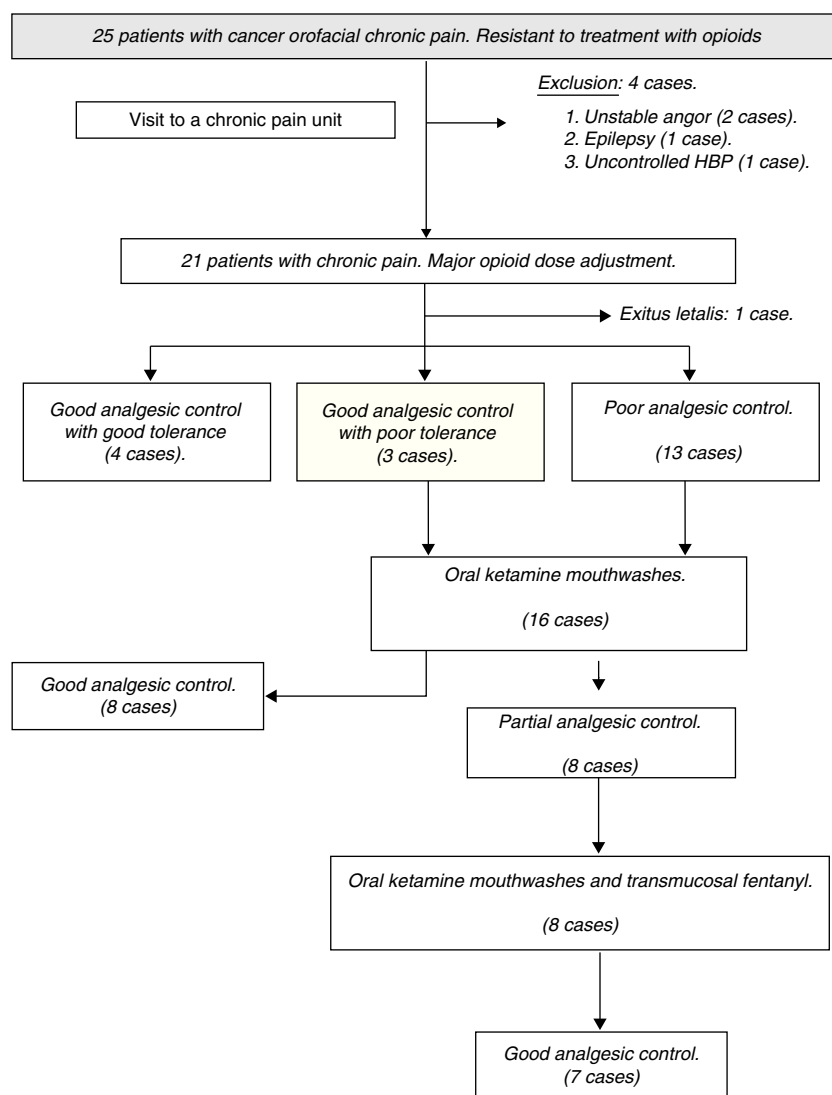 25 patients with cancer orofacial chronic pain. Resistant to treatment with opioids
Exclusion: 4 cases.
Visit to a chronic pain unit
1. Unstable angor (2 cases).
2. Epilepsy (1 case).
3. Uncontrolled HBP (1 case).
21 patients with chronic pain. Major opioid dose adjustment.
Exitus letalis: 1 case.
Good analgesic control
with good tolerance
(4 cases).
Good analgesic control
with poor tolerance
(3 cases).
Poor analgesic control.
(13 cases)
Oral ketamine mouthwashes.
(16 cases)
Good analgesic control.
(8 cases)
Partial analgesic control.
(8 cases)
Oral ketamine mouthwashes and transmucosal fentanyl.
(8 cases)
Good analgesic control.
(7 cases)